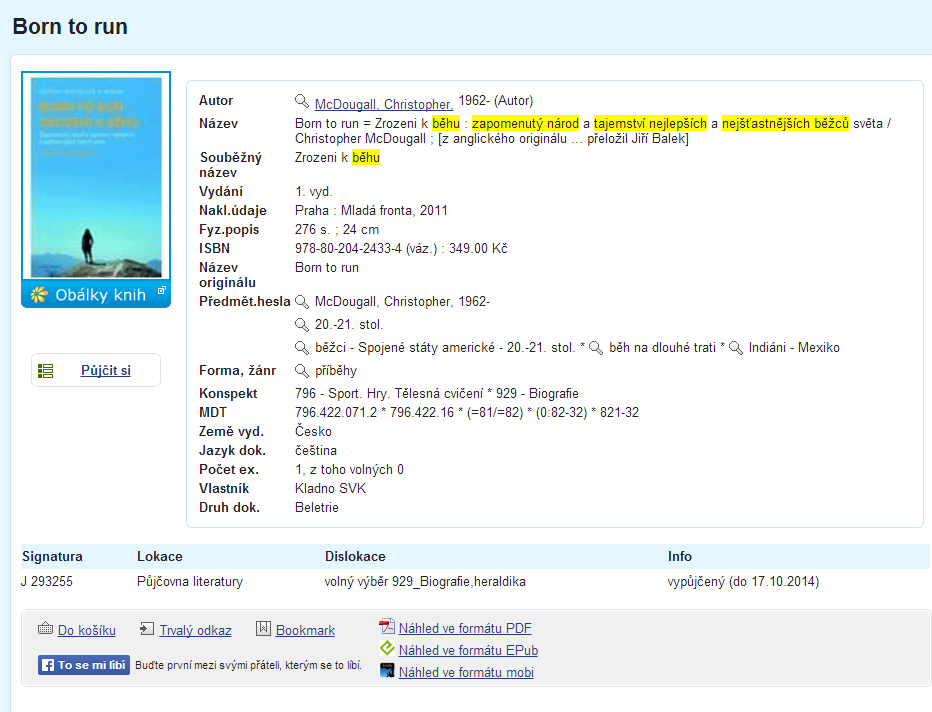 Born to run
Obálky knih
Půjčit si
Autor McDougall, Christopher, 1962- (Autor)
Název Born to run = Zrozeni k běhu : zapomenutý národ a tajemství nejlepších a nejšťastnějších běžců světa /
Christopher McDougall ; [z anglického originálu ... přeložil Jiří Balek]
Souběžný název Zrozeni k běhu
Vydání 1. vyd.
Nakl.údaje Praha : Mladá fronta, 2011
Fyz.popis 276 s. ; 24 cm
ISBN 978-80-204-2433-4 (váz.) : 349.00 Kč
Název originálu Born to run
Předmět.hesla McDougall, Christopher, 1962-
20.-21. stol.
běžci - Spojené státy americké - 20.-21. stol. * běh na dlouhé trati * Indiáni - Mexiko
Forma, žánr příběhy
Konspekt 796 - Sport. Hry. Tělesná cvičení * 929 - Biografie
MDT 796.422.071.2 * 796.422.16 * (=81/=82) * (0:82-32) * 821-32
Země vyd. Česko
Jazyk dok. čeština
Počet ex. 1, z toho volných 0
Vlastník Kladno SVK
Druh dok. Beletrie
Signatura Lokace Dislokace Info
J 293255 Půjčovna literatury volný výběr 929_Biografie,heraldika vypůjčený (do 17.10.2014)
Do košíku Trvalý odkaz Bookmark
To se mi líbí Buďte první mezi svými přáteli, kterým se to líbí.
Náhled ve formátu PDF
Náhled ve formátu EPub
Náhled ve formátu mobi